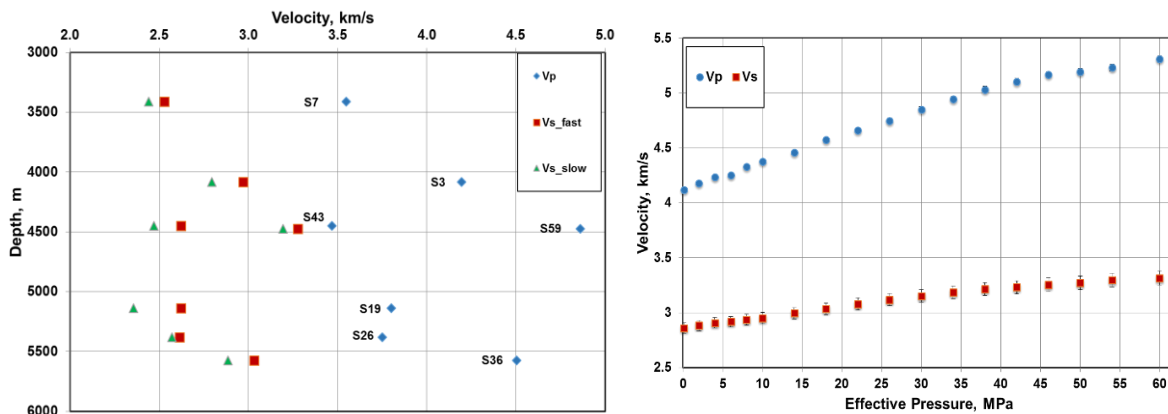 Velocity, km/s
2.0 2.5 3.0 3.5 4.0 4.5 5.0
Depth, m
3000
3500
4000
4500
5000
5500
6000
Vp
Vs_fast
Vs_slow
S7
S3
S43
S59
S19
S26
S36
Velocity, km/s
5.5
5
4.5
4
3.5
3
2.5
Vp Vs
0 5 10 15 20 25 30 35 40 45 50 55 60
Effective Pressure, MPa